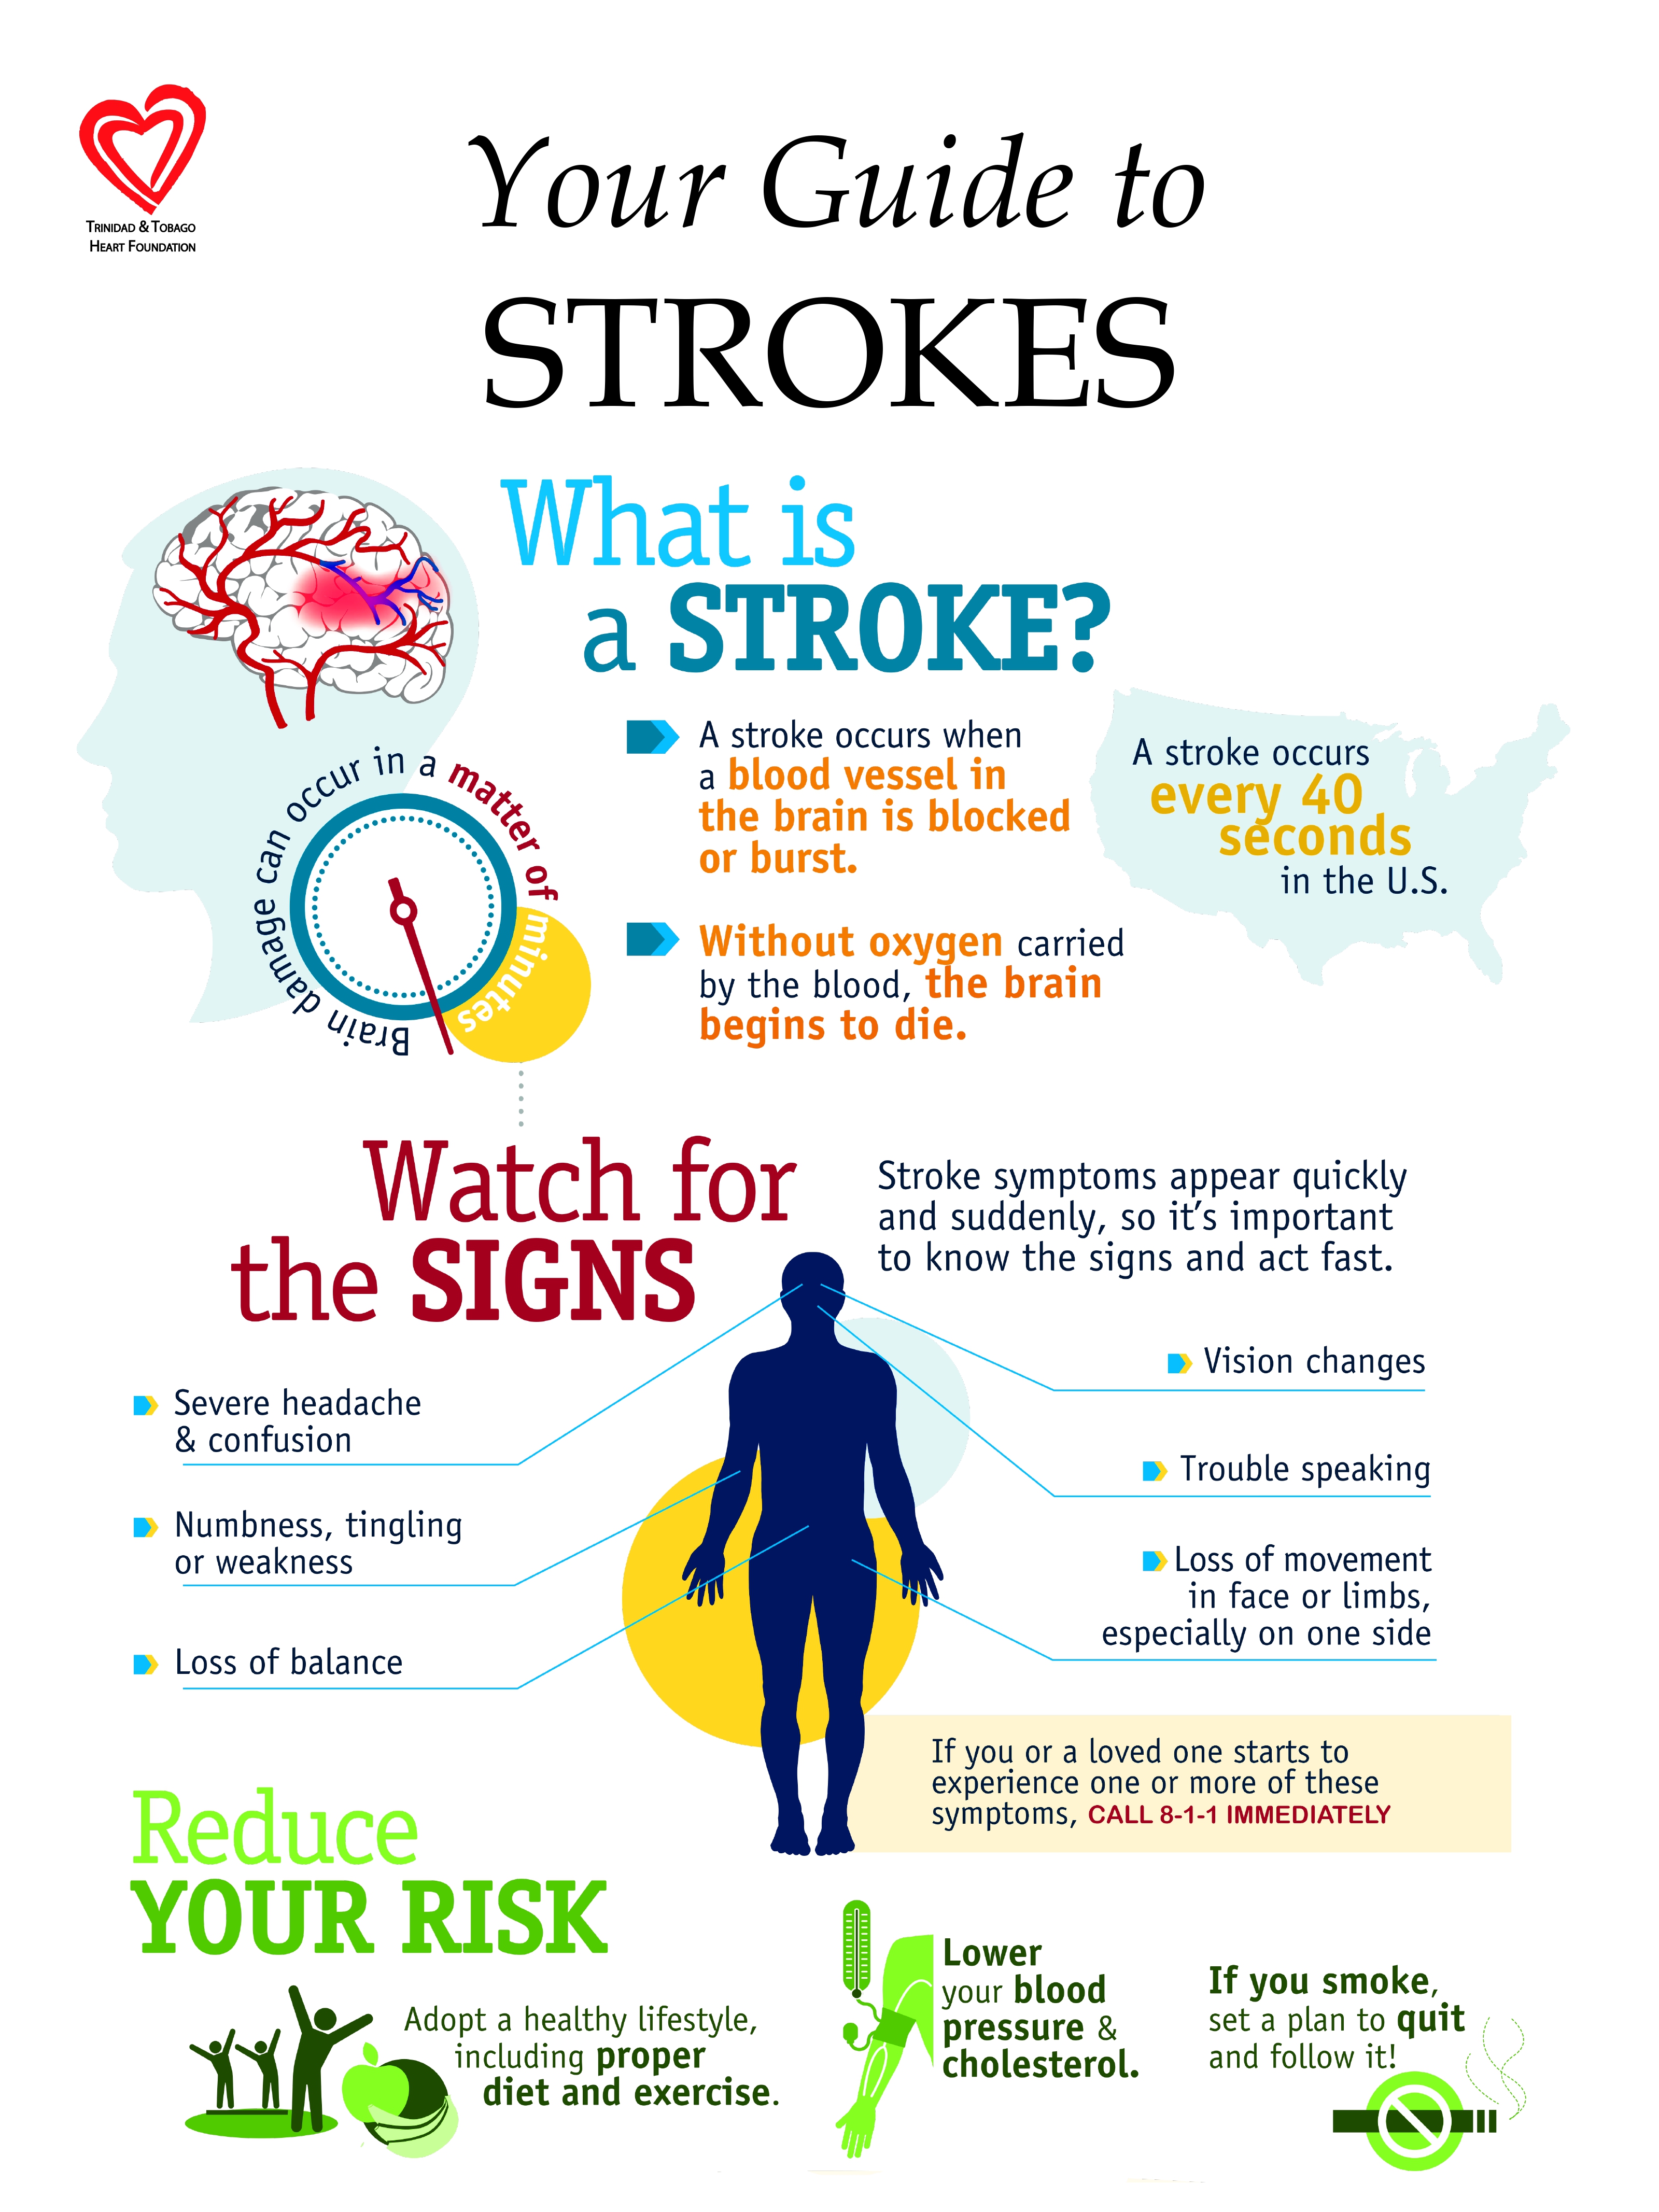 TRINIDAD & TOBAGO
HEART FOUNDATION
Your Guide to
STROKES
What is
a STROKE?
A stroke occurs when
a blood vessel in
the brain is blocked
or burst.
Without oxygen carried
by the blood, the brain
begins to die.
A stroke occurs
every 40
seconds
in the U.S.
Brain damage can occur in a matter of minutes
Watch for
the SIGNS
Stroke symptoms appear quickly
and suddenly, so it's important
to know the signs and act fast.
Severe headache
& confusion
Numbness, tingling
or weakness
Loss of balance
Vision changes
Trouble speaking
Loss of movement
in face or limbs,
especially on one side
If you or a loved one starts to
experience one or more of these
symptoms, CALL 8-1-1 IMMEDIATELY
Reduce
YOUR RISK
Adopt a healthy lifestyle,
including proper
diet and exercise.
Lower
your blood
pressure &
cholesterol.
If you smoke,
set a plan to quit
and follow it!